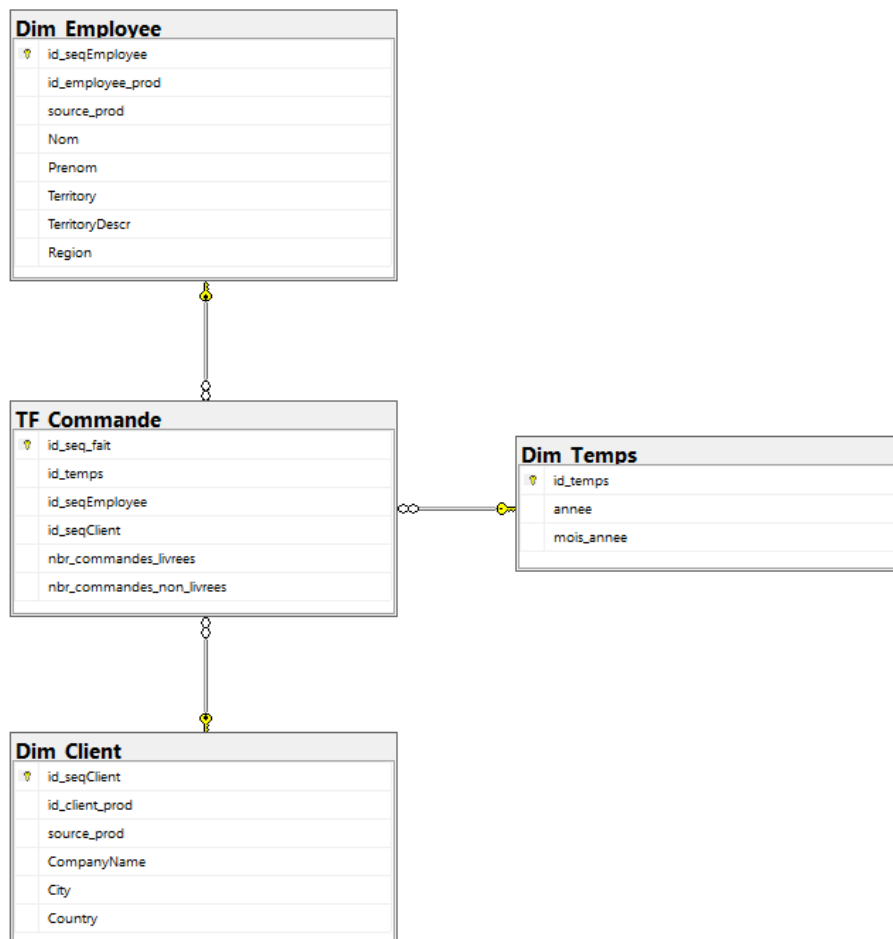 Dim_Employee
id_seqEmployee
id_employee_prod
source_prod
Nom
Prenom
Territory
TerritoryDescr
Region
TF_Commande
id_seq_fait
id_temps
id_seqEmployee
id_seqClient
nbr_commandes_livrees
nbr_commandes_non_livrees
Dim_Temps
id_temps
annee
mois_annee
Dim_Client
id_seqClient
id_client_prod
source_prod
CompanyName
City
Country